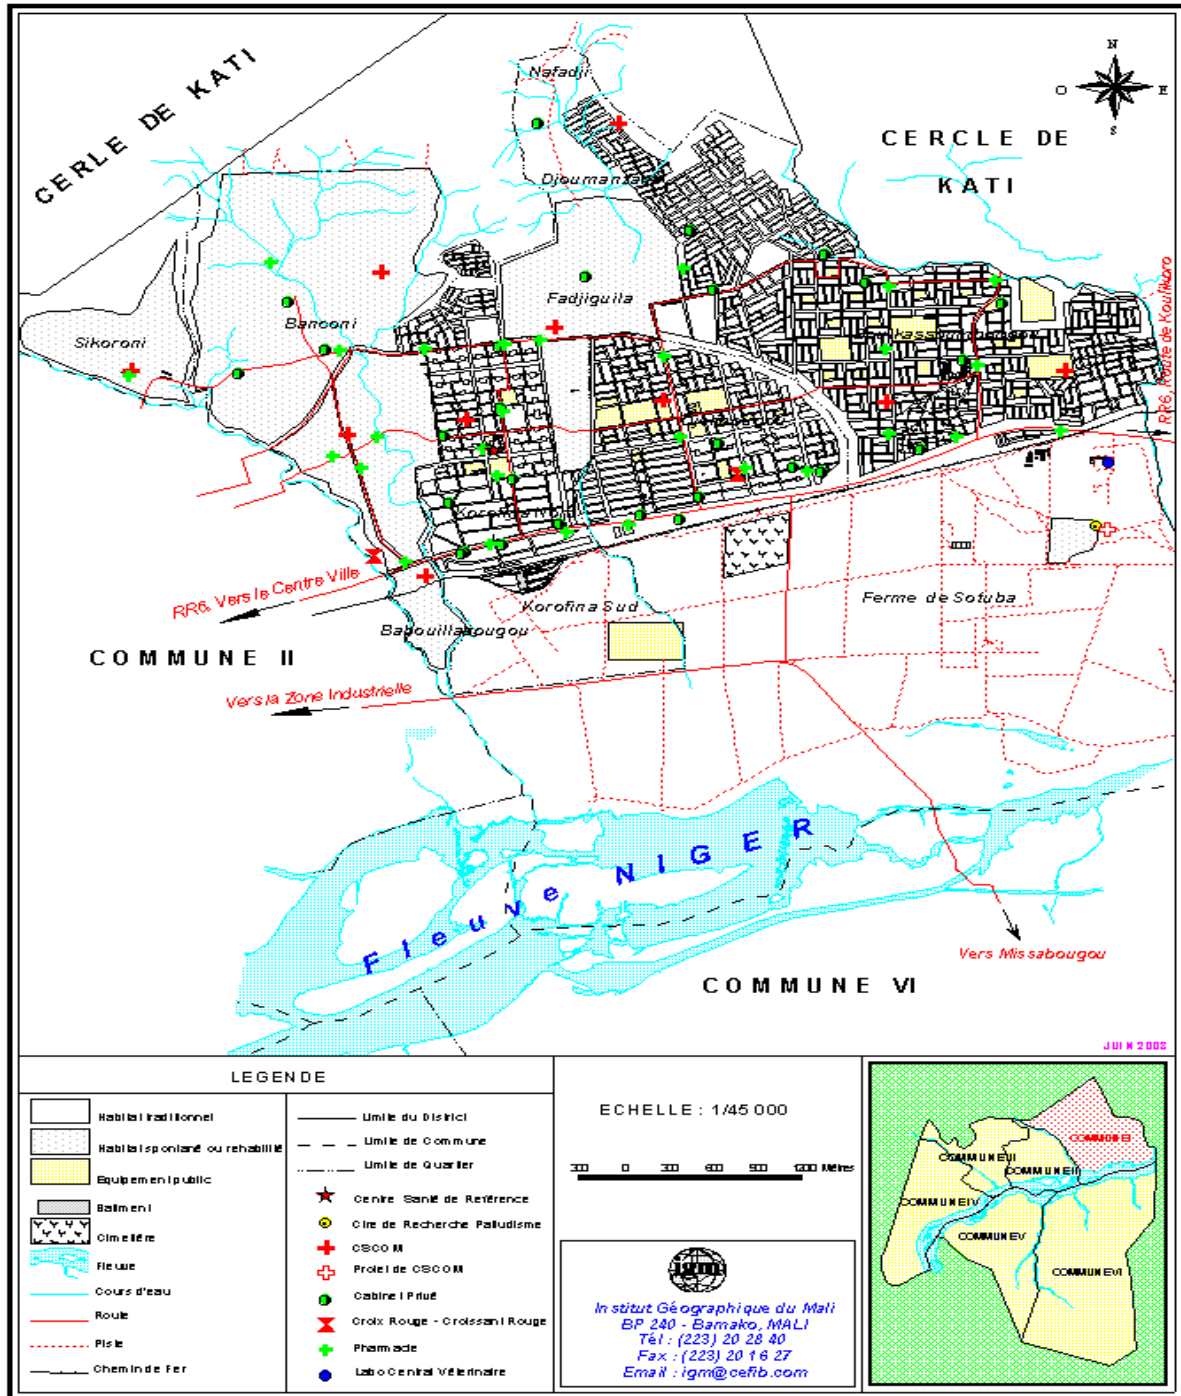 N
O
E
S
CERLE DE KATI
CERCLE DE
KATI
Nafadji
Fadjiguila
Banconi
Sikoroni
RR6, Route de Koulikoro
Korofina Nord
RR6, Vers le Centre Ville
Korofina Sud
Ferme de Sotuba
COMMUNE II
Vers la Zone Industrielle
Fleuve NIGER
Vers Missabougou
COMMUNE VI
JUIN 2003
LEGENDE
Habitat traditionnel
Habitat spontané ou rehabilité
Equipement public
Batiment
Cimetière
Fleuve
Cours d'eau
Route
Piste
Chemin de Fer
Limite du District
Limite de Commune
Limite de Quartier
Centre Santé de Reférence
Ctre de Recherche Palludisme
CSCOM
Projet de CSCOM
Cabinet Privé
Croix Rouge - Croissant Rouge
Pharmacie
Labo Central Véterinaire
ECHELLE : 1/45 000
300 0 300 600 900 1200 Mètres
igm
Institut Géographique du Mali
BP 240 - Bamako, MALI
Tél : (223) 20 28 40
Fax : (223) 20 16 27
Email : igm@cefib.com
COMMUNE I
COMMUNE III
COMMUNE II
COMMUNE IV
COMMUNE V
COMMUNE VI